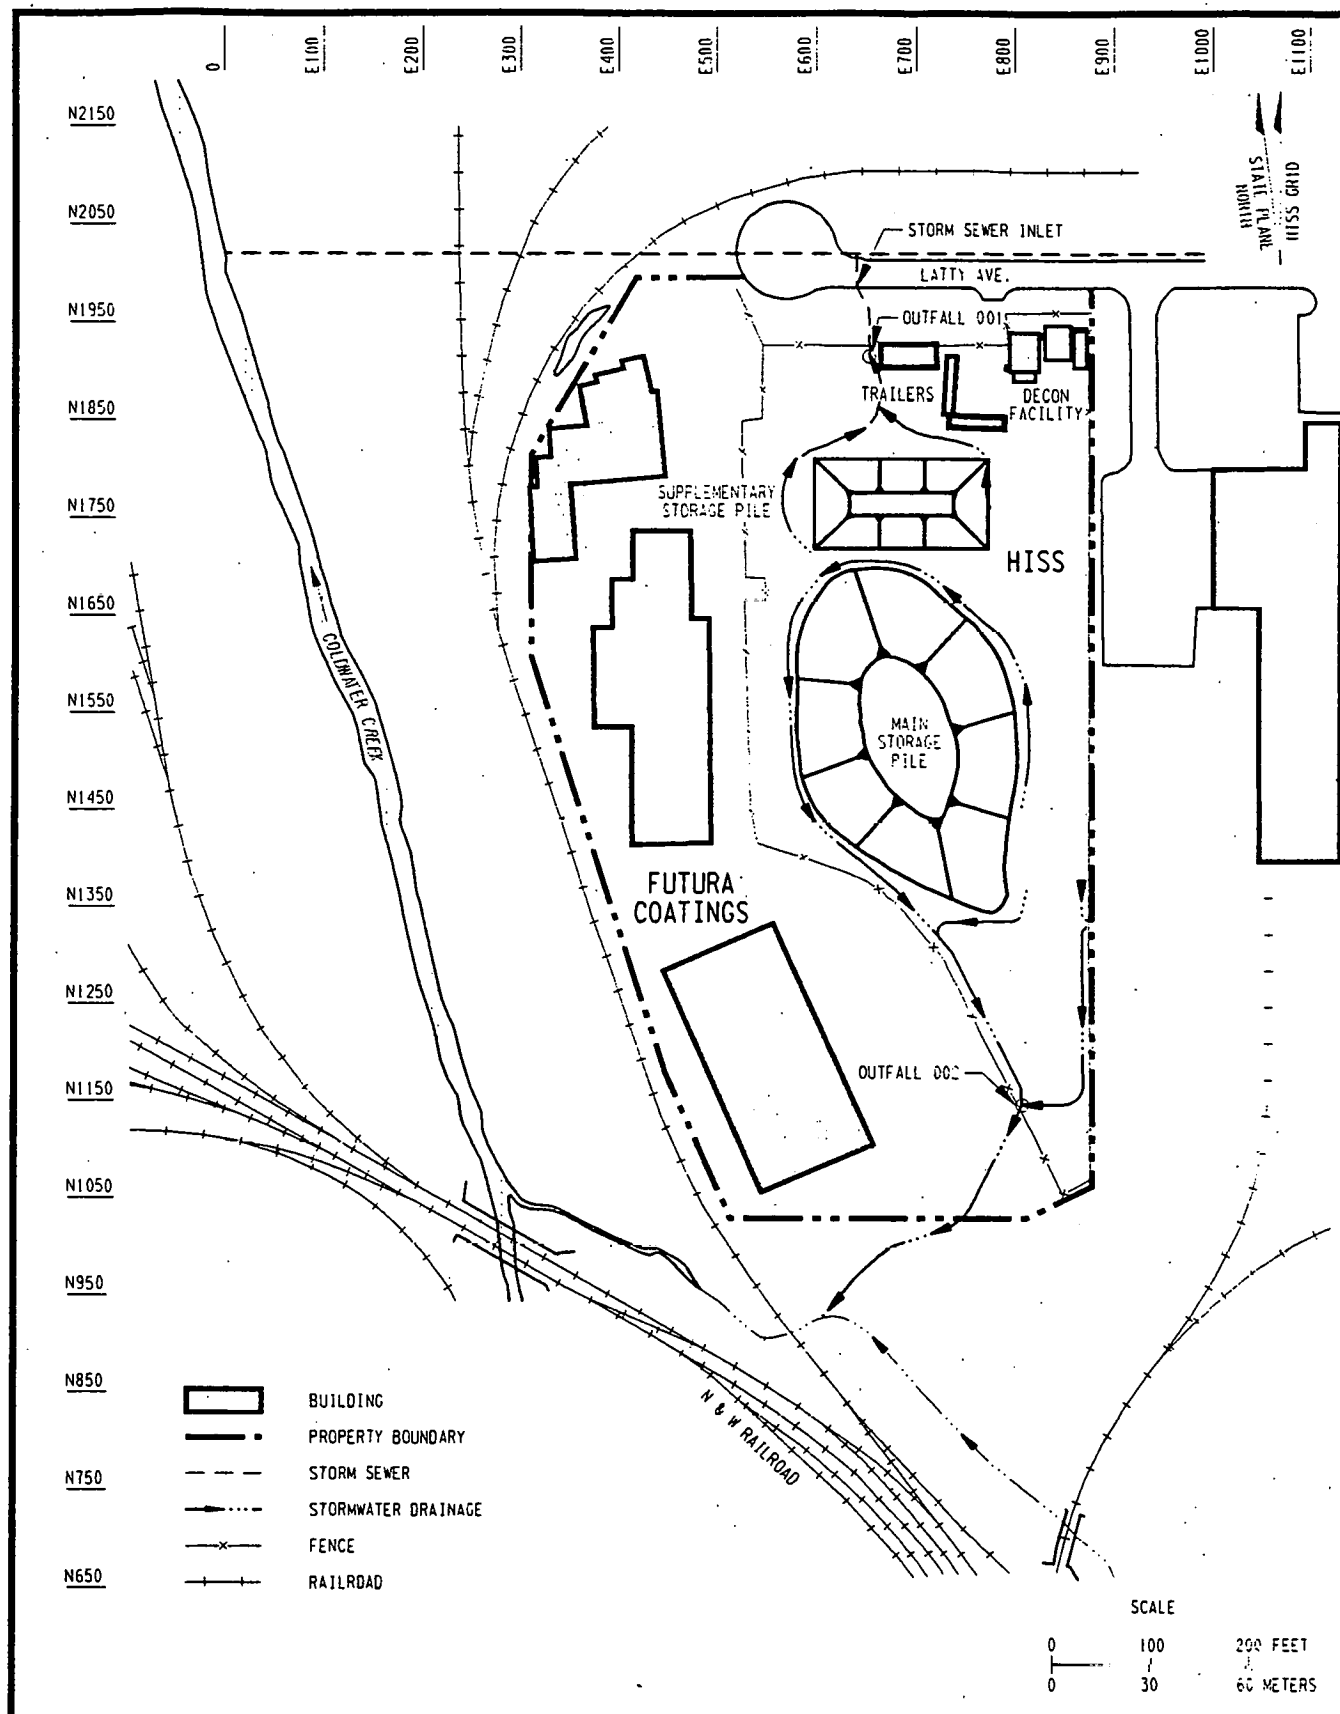 0
E100
E200
E300
E400
E500
E600
E700
E800
E900
E1000
E1100
N2150
N2050
N1950
N1850
N1750
N1650
N1550
N1450
N1350
N1250
N1150
N1050
N950
N850
N750
N650
STATE PLANE
NORTH
HISS GRID
STORM SEWER INLET
LATTY AVE.
OUTFALL 001
TRAILERS
DECON
FACILITY
SUPPLEMENTARY
STORAGE PILE
HISS
COLDWATER CREEK
MAIN
STORAGE
PILE
FUTURA
COATINGS
OUTFALL 002
N & W RAILROAD
BUILDING
PROPERTY BOUNDARY
STORM SEWER
STORMWATER DRAINAGE
FENCE
RAILROAD
SCALE
0 100 200 FEET
0 30 60 METERS